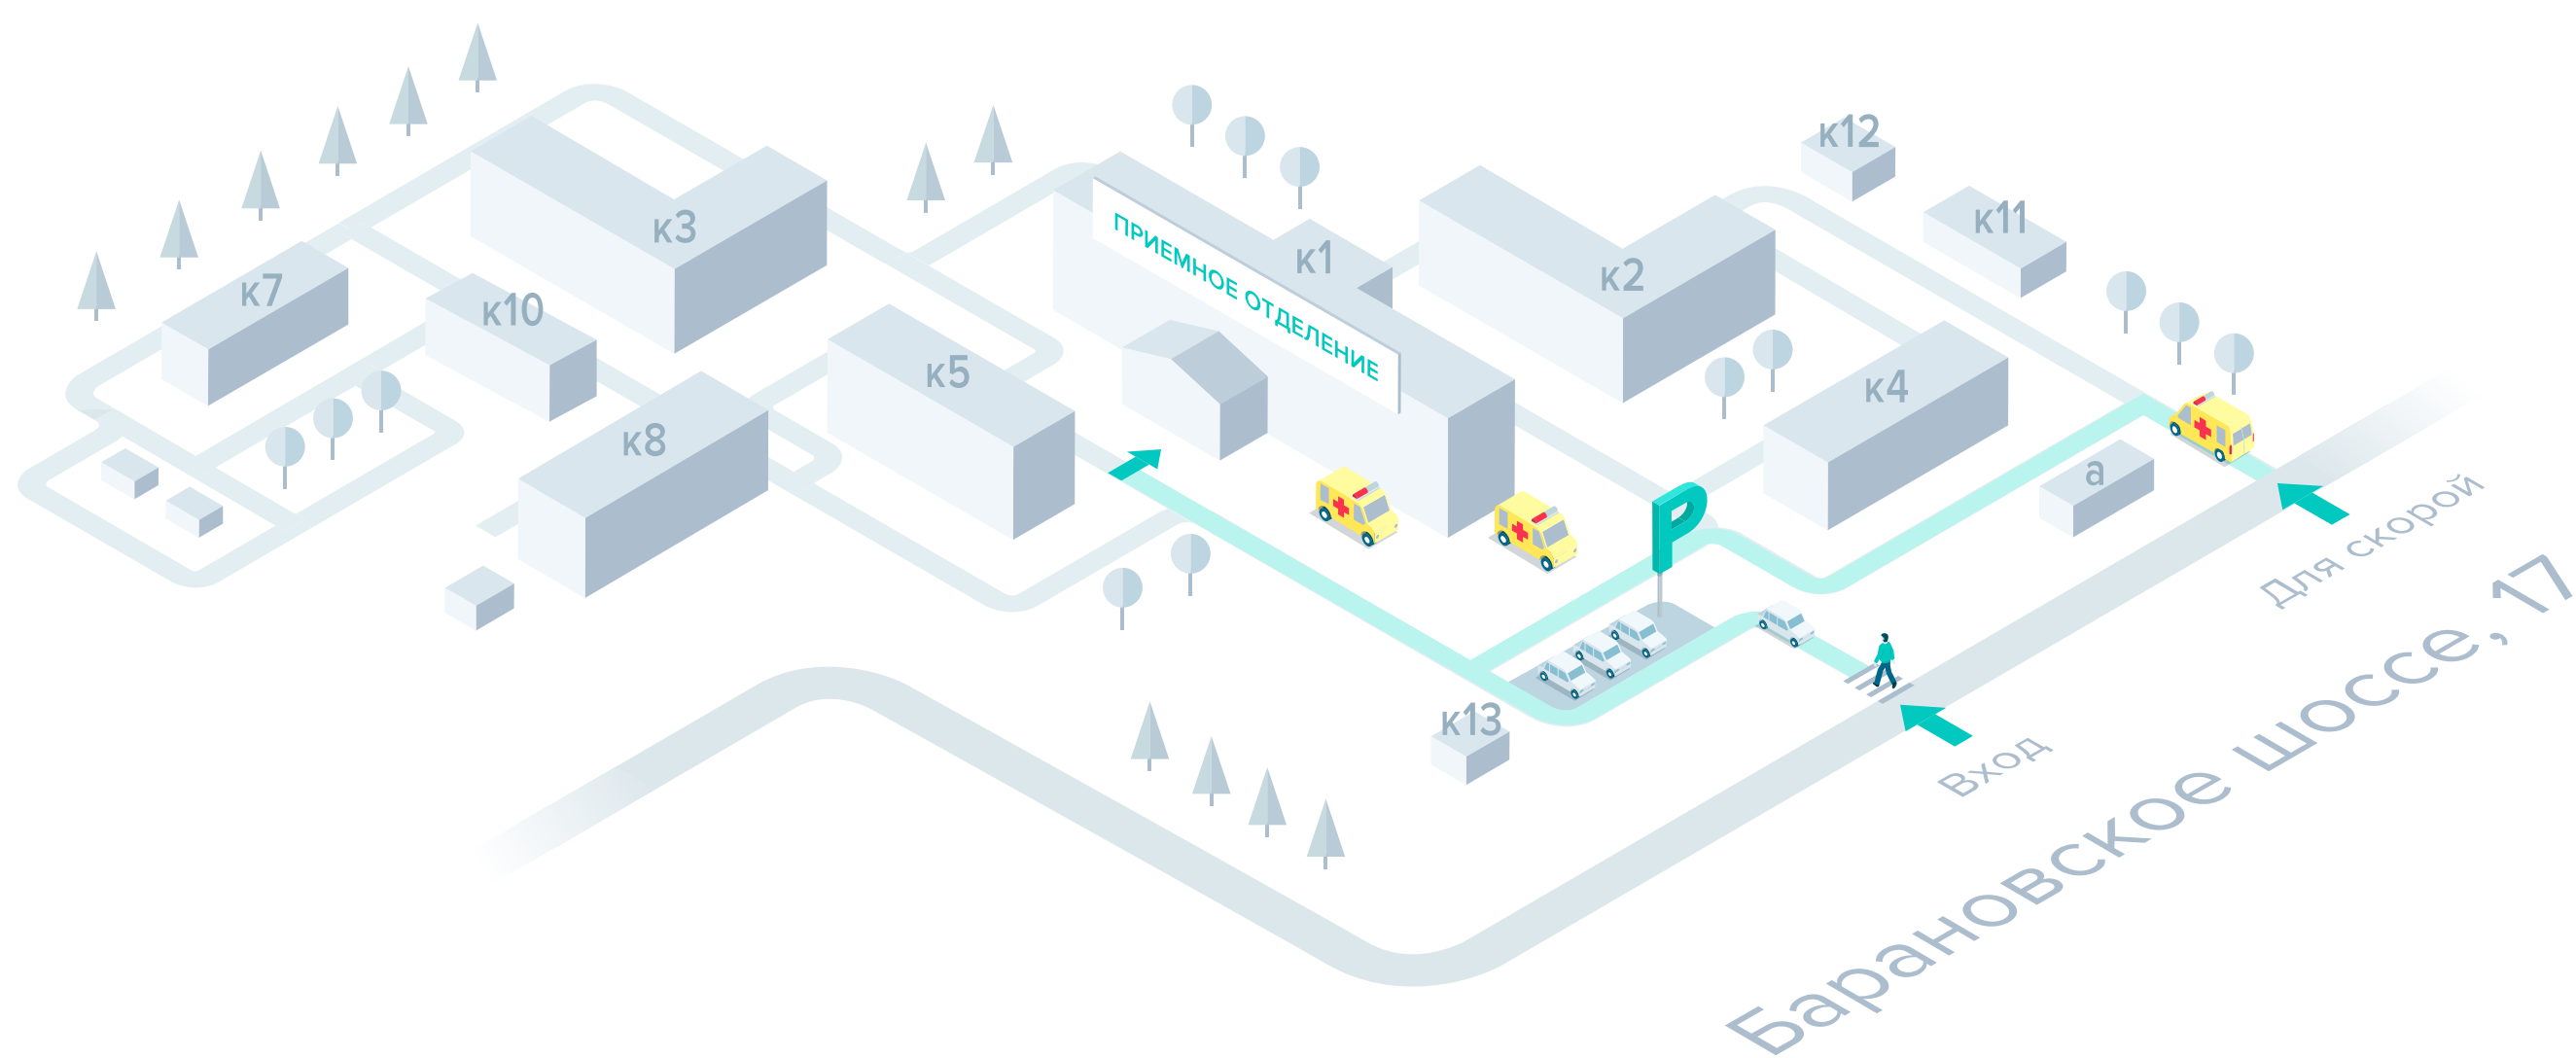 к12
к3
к1
к11
к2
к7
к10
ПРИЕМНОЕ ОТДЕЛЕНИЕ
к5
к4
к8
а
P
к13
Для скорой
Вход
Барановское шоссе, 17